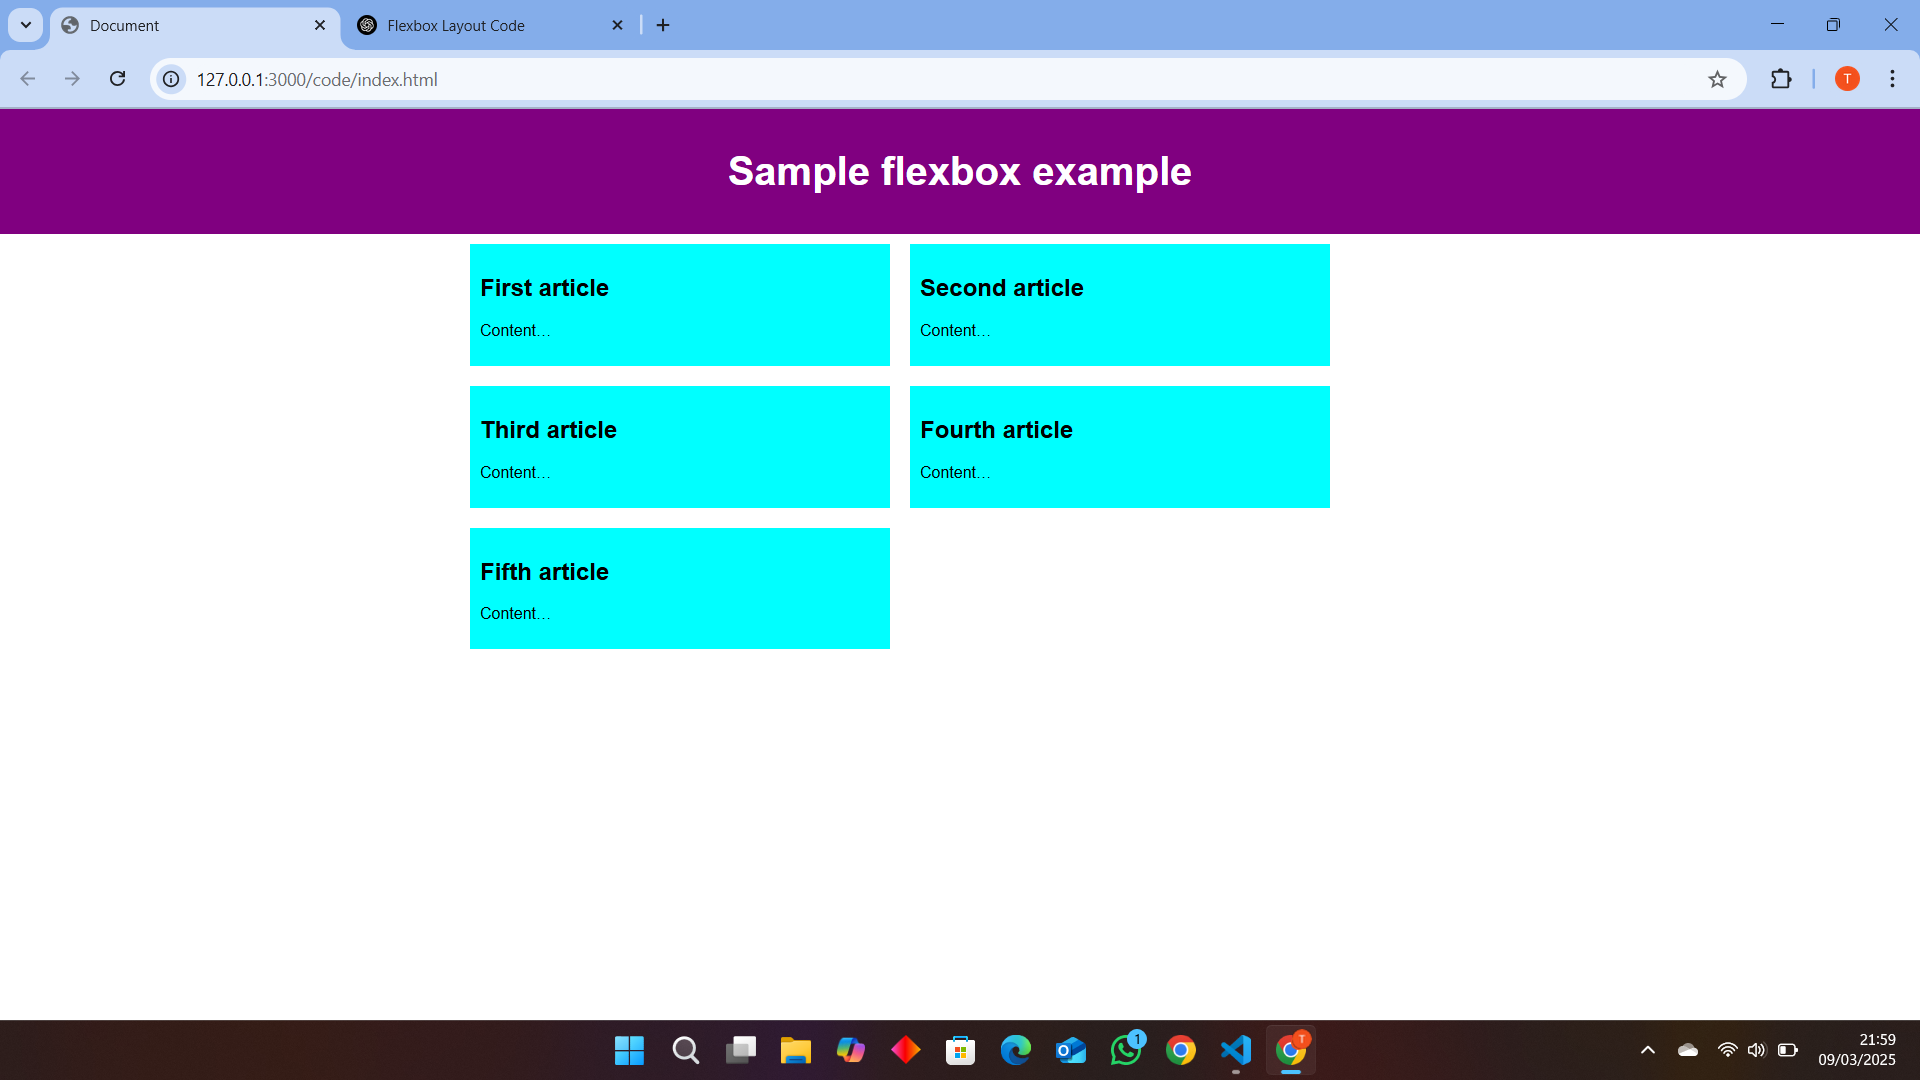 Document
Flexbox Layout Code
127.0.0.1:3000/code/index.html
T
Sample flexbox example
First article
Content…
Second article
Content…
Third article
Content…
Fourth article
Content…
Fifth article
Content…
1
T
21:59
09/03/2025